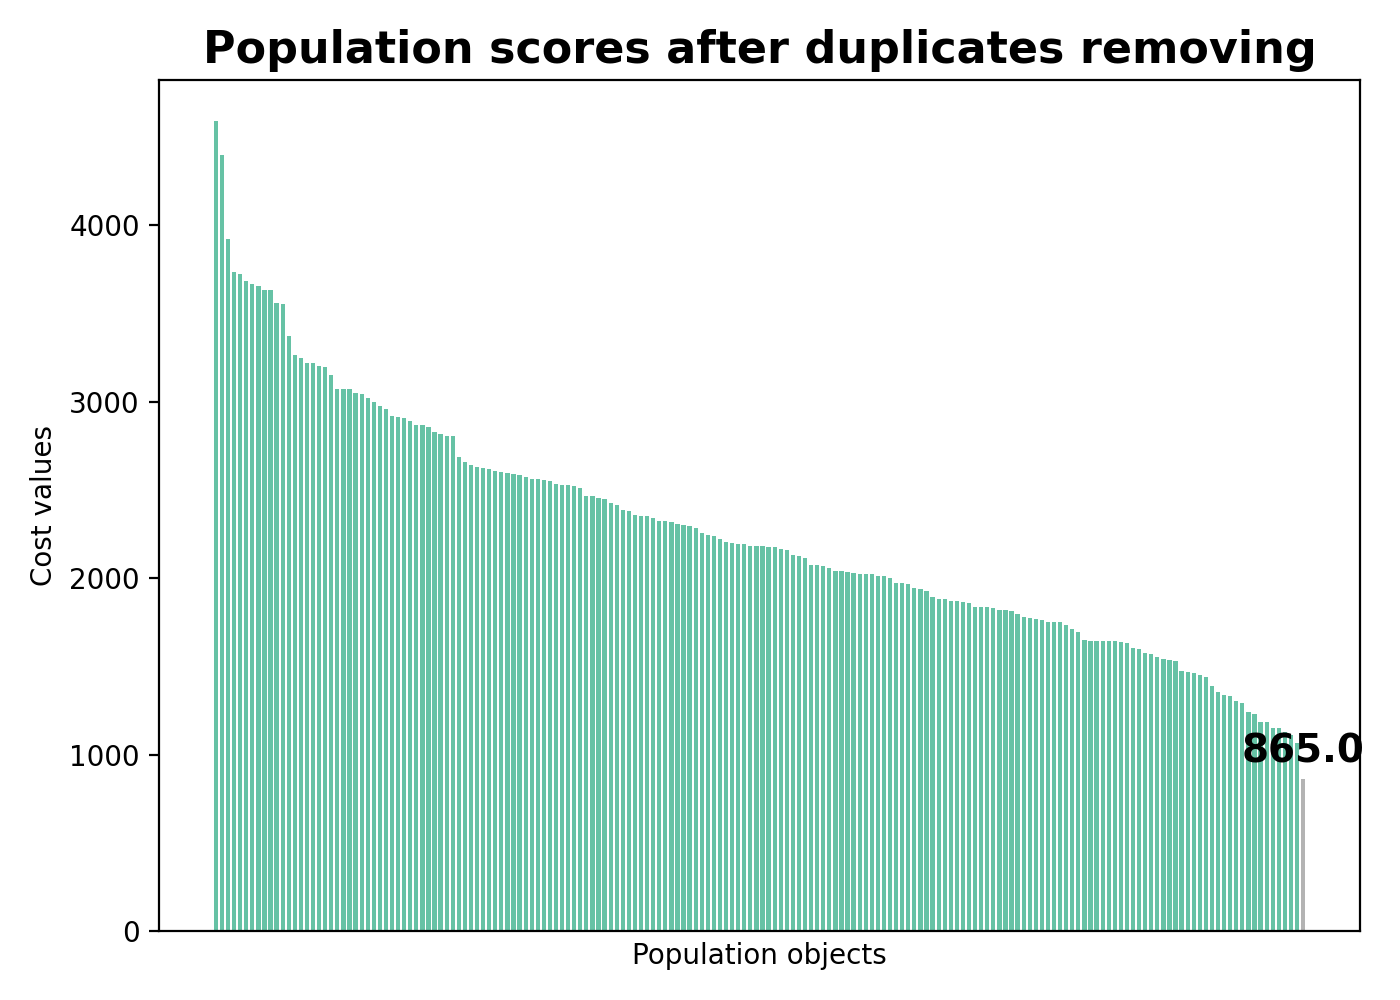 Population scores after duplicates removing
4000
3000
2000
1000
0
Cost values
865.0
Population objects